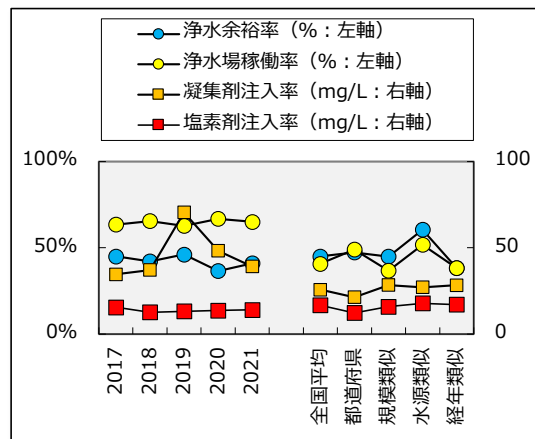 浄水余裕率（%：左軸）
浄水場稼働率（%：左軸）
凝集剤注入率（mg/L：右軸）
塩素剤注入率（mg/L：右軸）
100%
100
50%
50
0%
0
2017
2018
2019
2020
2021
全国平均
都道府県
規模類似
水源類似
経年類似